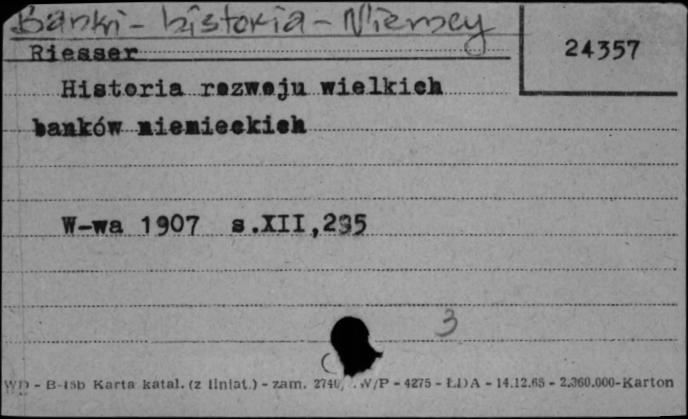 Banki - historia - Niemcy
Riesser
24357
Historia rozwoju wielkich
banków niemieckich
W-wa 1907 s.XII,295
3
WD - B-15b Karta katal. (z liniat.) - zam. 2740 W/P - 4275 - ŁDA - 14.12.65 - 2.360.000 - Karton